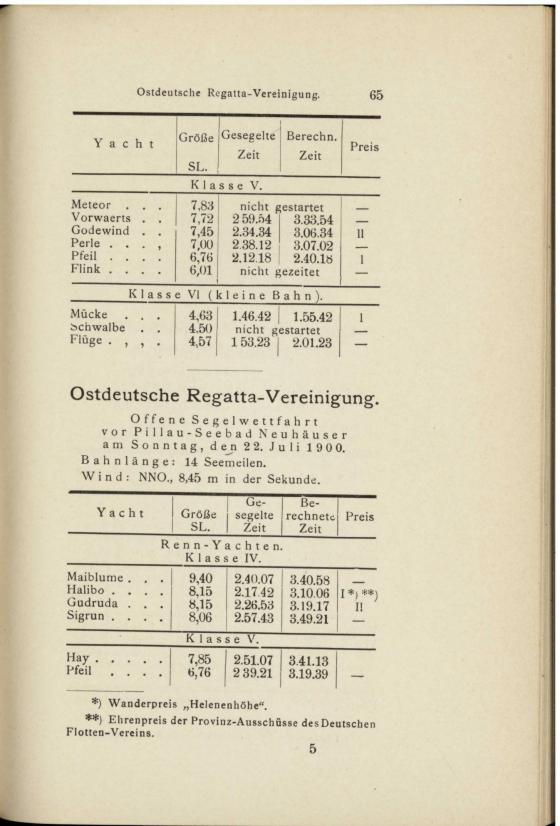 Ostdeutsche Regatta-Vereinigung. 65
Yacht Größe SL. Gesegelte Zeit Berechn. Zeit Preis
Klasse V.
Meteor . . . 7,83 nicht gestartet —
Vorwaerts . . 7,72 2 59.54 3.33.54 —
Godewind . . 7,45 2.34.34 3.06.34 II
Perle . . . , 7,00 2.38.12 3.07.02 —
Pfeil . . . . 6,76 2.12.18 2.40.18 I
Flink . . . . 6,01 nicht gezeitet —
Klasse VI (kleine Bahn).
Mücke . . . 4,63 1.46.42 1.55.42 I
Schwalbe . . 4.50 nicht gestartet —
Flüge . , , . 4,57 1 53.23 2.01.23 —
Ostdeutsche Regatta-Vereinigung.
Offene Segelwettfahrt
vor Pillau-Seebad Neuhäuser
am Sonntag, den 22. Juli 1900.
Bahnlänge: 14 Seemeilen.
Wind: NNO., 8,45 m in der Sekunde.
Yacht Größe SL. Ge-segelte Zeit Be-rechnete Zeit Preis
Renn-Yachten.
Klasse IV.
Maiblume . . . 9,40 2.40.07 3.40.58 —
Halibo . . . . 8,15 2.17.42 3.10.06 I *) **)
Gudruda . . . 8,15 2.26.53 3.19.17 II
Sigrun . . . . 8,06 2.57.43 3.49.21 —
Klasse V.
Hay . . . . . 7,85 2.51.07 3.41.13
Pfeil . . . . 6,76 2 39.21 3.19.39 —
*) Wanderpreis „Helenenhöhe“.
**) Ehrenpreis der Provinz-Ausschüsse des Deutschen
Flotten-Vereins.
5